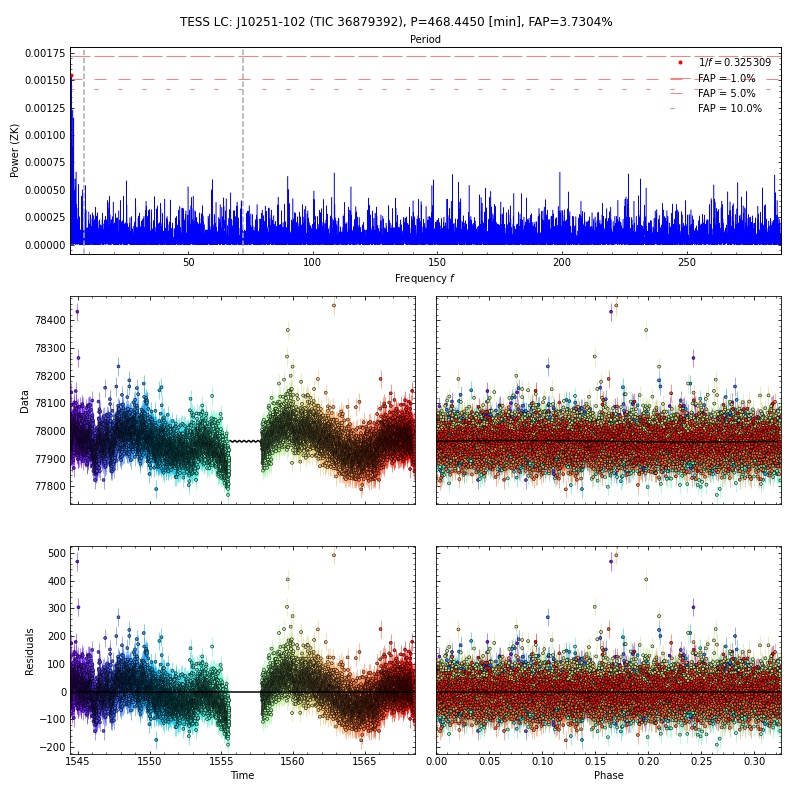 TESS LC: J10251-102 (TIC 36879392), P=468.4450 [min], FAP=3.7304%
Period
0.00175
0.00150
0.00125
0.00100
0.00075
0.00050
0.00025
0.00000
Power (ZK)
1/f = 0.325309
FAP = 1.0%
FAP = 5.0%
FAP = 10.0%
50 100 150 200 250
Frequency f
78400
78300
78200
78100
78000
77900
77800
Data
500
400
300
200
100
0
−100
−200
Residuals
1545 1550 1555 1560 1565
0.00 0.05 0.10 0.15 0.20 0.25 0.30
Time
Phase